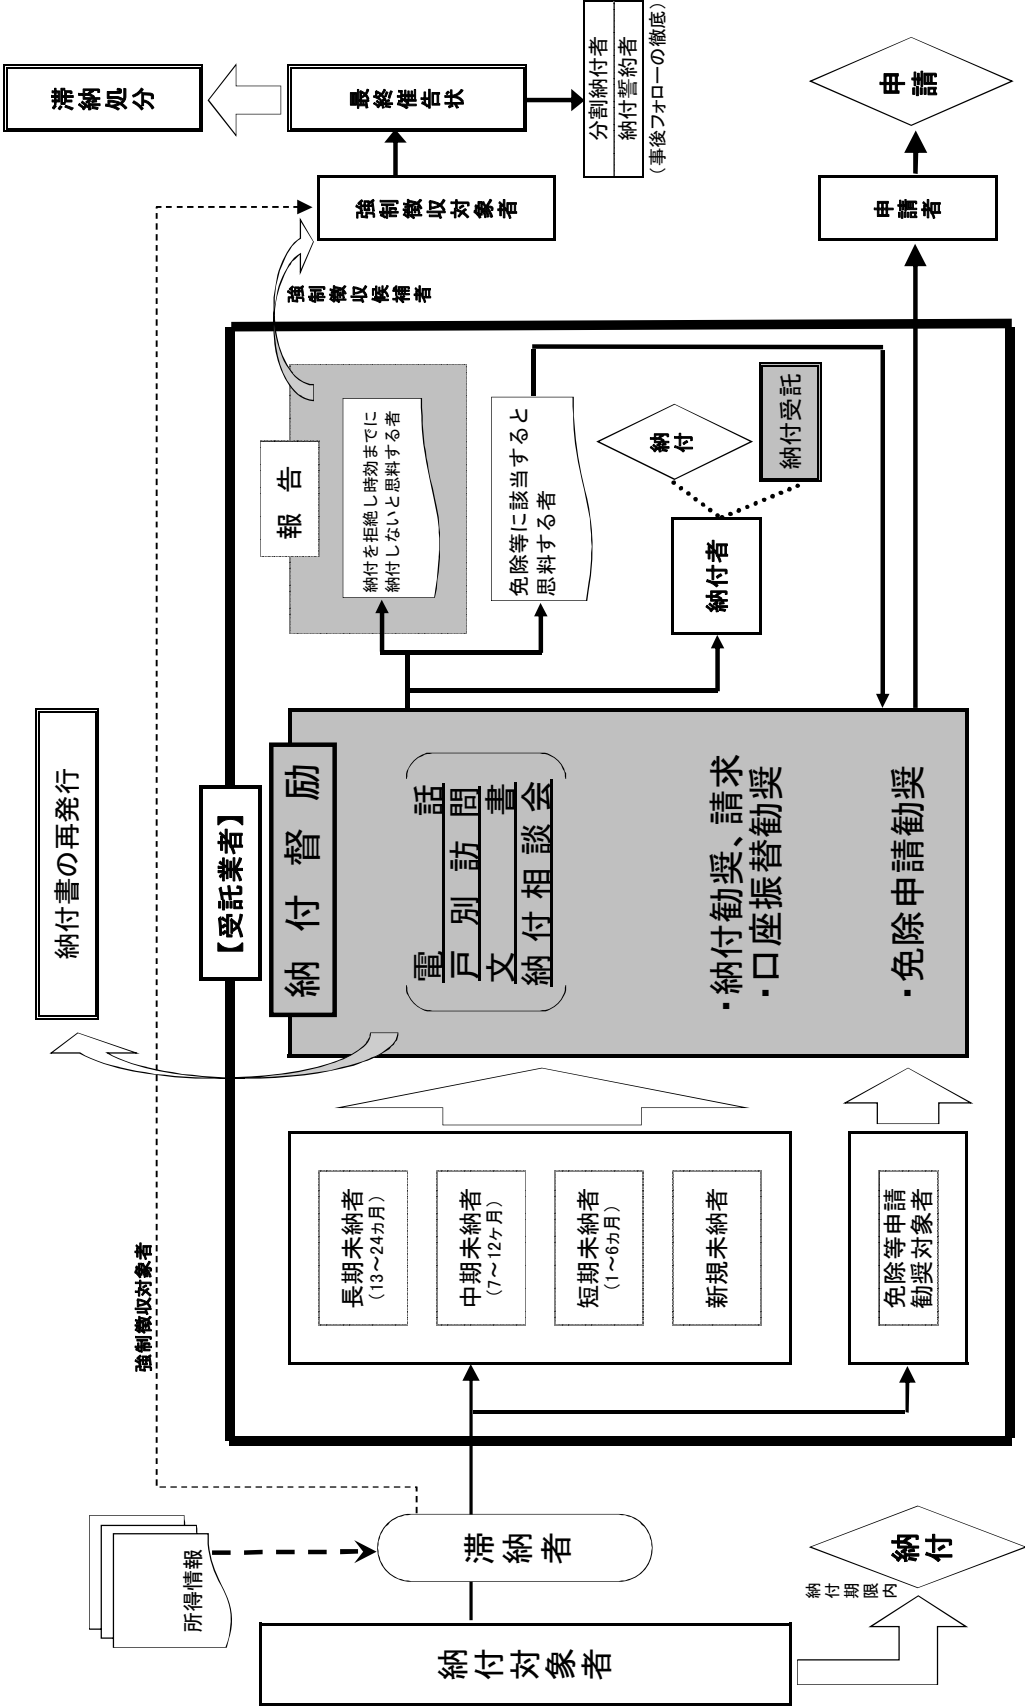 納付書の再発行
強制徴収対象者
滞納処分
最終催告状
分割納付者
納付誓約者
(事後フォローの徹底)
強制徴収対象者
強制徴収候補者
【受託業者】
所得情報
滞納者
納付対象者
納付期限内
納付
長期未納者
(13～24ヵ月)
中期未納者
(7～12ヶ月)
短期未納者
(1～6ヵ月)
新規未納者
免除等申請
勧奨対象者
納付督励
電話
戸別訪問
文書
納付相談会
・納付勧奨、請求
・口座振替勧奨
・免除申請勧奨
報告
納付を拒絶し時効までに
納付しないと思料する者
免除等に該当すると
思料する者
納付者
納付
納付受託
申請者
申請